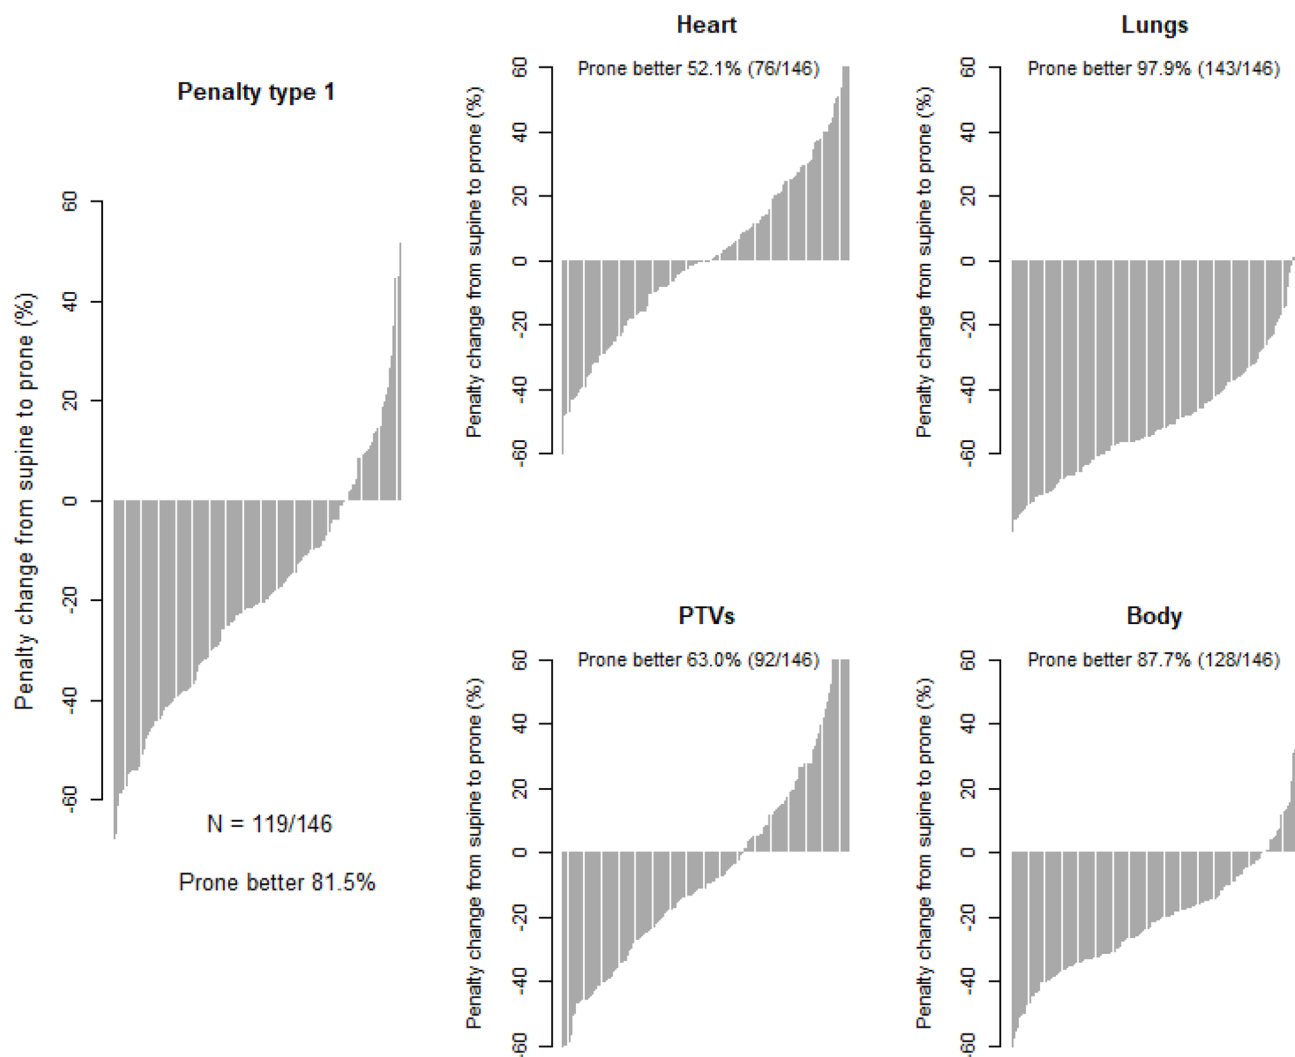 Penalty type 1
Penalty change from supine to prone (%)
60
40
20
0
-20
-40
-60
N = 119/146
Prone better 81.5%
Heart
Prone better 52.1% (76/146)
Penalty change from supine to prone (%)
60
40
20
0
-20
-40
-60
Lungs
Prone better 97.9% (143/146)
Penalty change from supine to prone (%)
60
40
20
0
-20
-40
-60
PTVs
Prone better 63.0% (92/146)
Penalty change from supine to prone (%)
60
40
20
0
-20
-40
-60
Body
Prone better 87.7% (128/146)
Penalty change from supine to prone (%)
60
40
20
0
-20
-40
-60